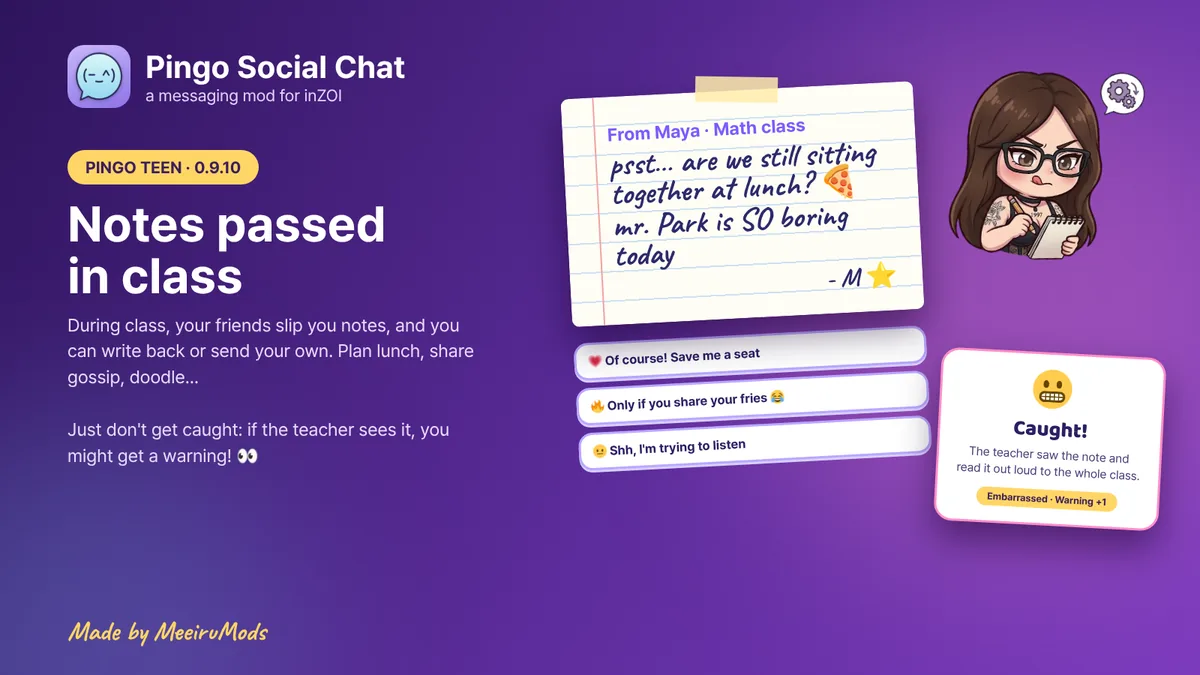 Pingo Social Chat
a messaging mod for inZOI
PINGO TEEN · 0.9.10
Notes passed
in class
During class, your friends slip you notes, and you
can write back or send your own. Plan lunch, share
gossip, doodle...
Just don't get caught: if the teacher sees it, you
might get a warning! 👀
Made by MeeiruMods
From Maya · Math class
psst... are we still sitting
together at lunch? 🍕
mr. Park is SO boring
today
- M ⭐
💗 Of course! Save me a seat
🔥 Only if you share your fries 😂
😐 Shh, I'm trying to listen
Caught!
The teacher saw the note and
read it out loud to the whole class.
Embarrassed · Warning +1